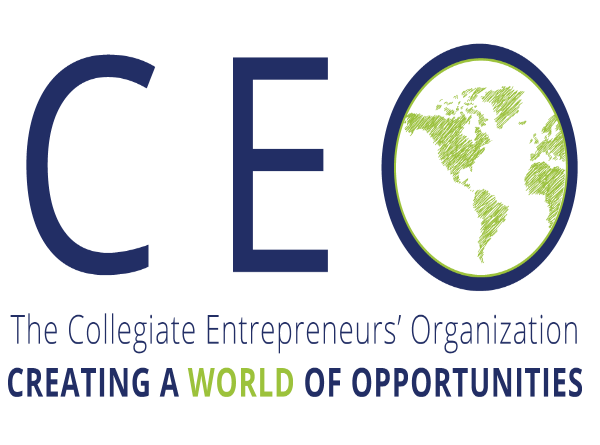 CEO
The Collegiate Entrepreneurs’ Organization
CREATING A WORLD OF OPPORTUNITIES